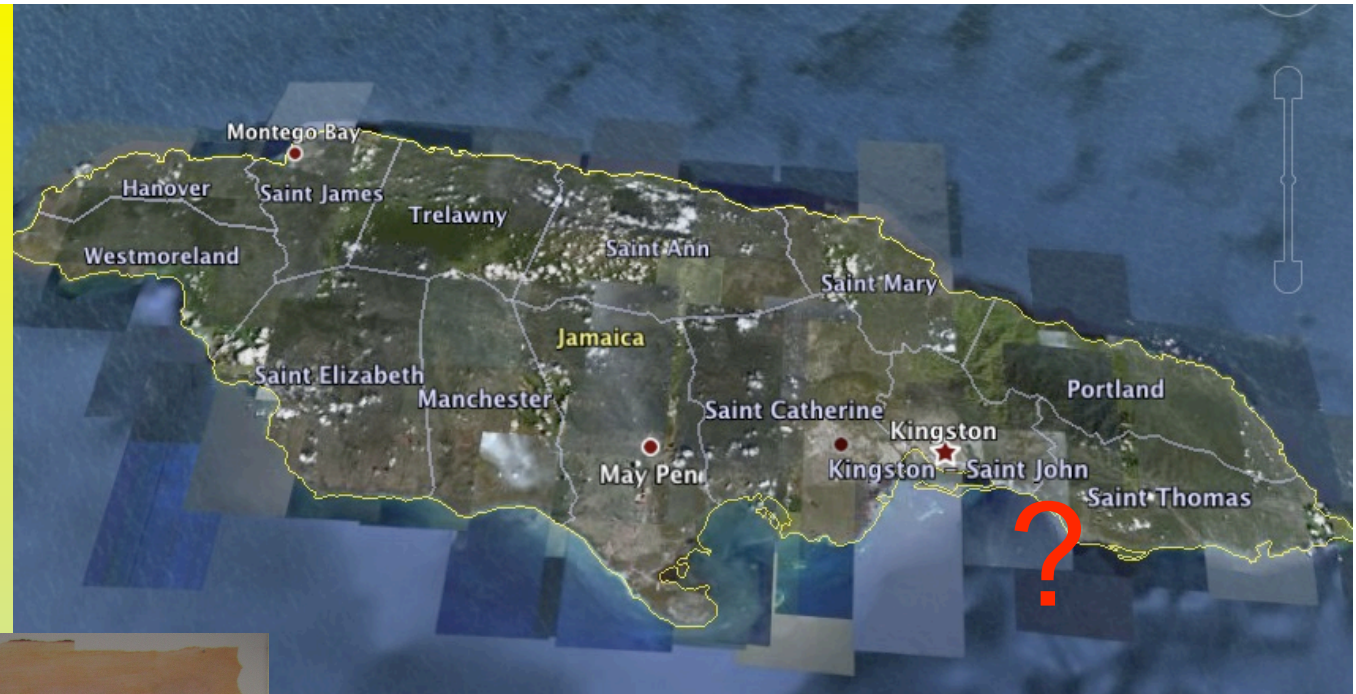 Montego Bay
Hanover
Saint James
Trelawny
Westmoreland
Saint Ann
Saint Mary
Jamaica
Saint Elizabeth
Manchester
Portland
Saint Catherine
Kingston
May Pen
Kingston - Saint John
Saint Thomas
?